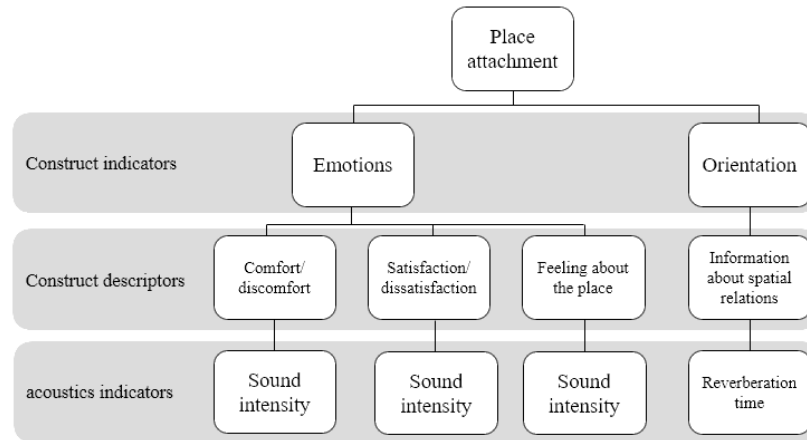 Place
attachment
Construct indicators
Emotions
Orientation
Construct descriptors
Comfort/
discomfort
Satisfaction/
dissatisfaction
Feeling about
the place
Information
about spatial
relations
acoustics indicators
Sound
intensity
Sound
intensity
Sound
intensity
Reverberation
time